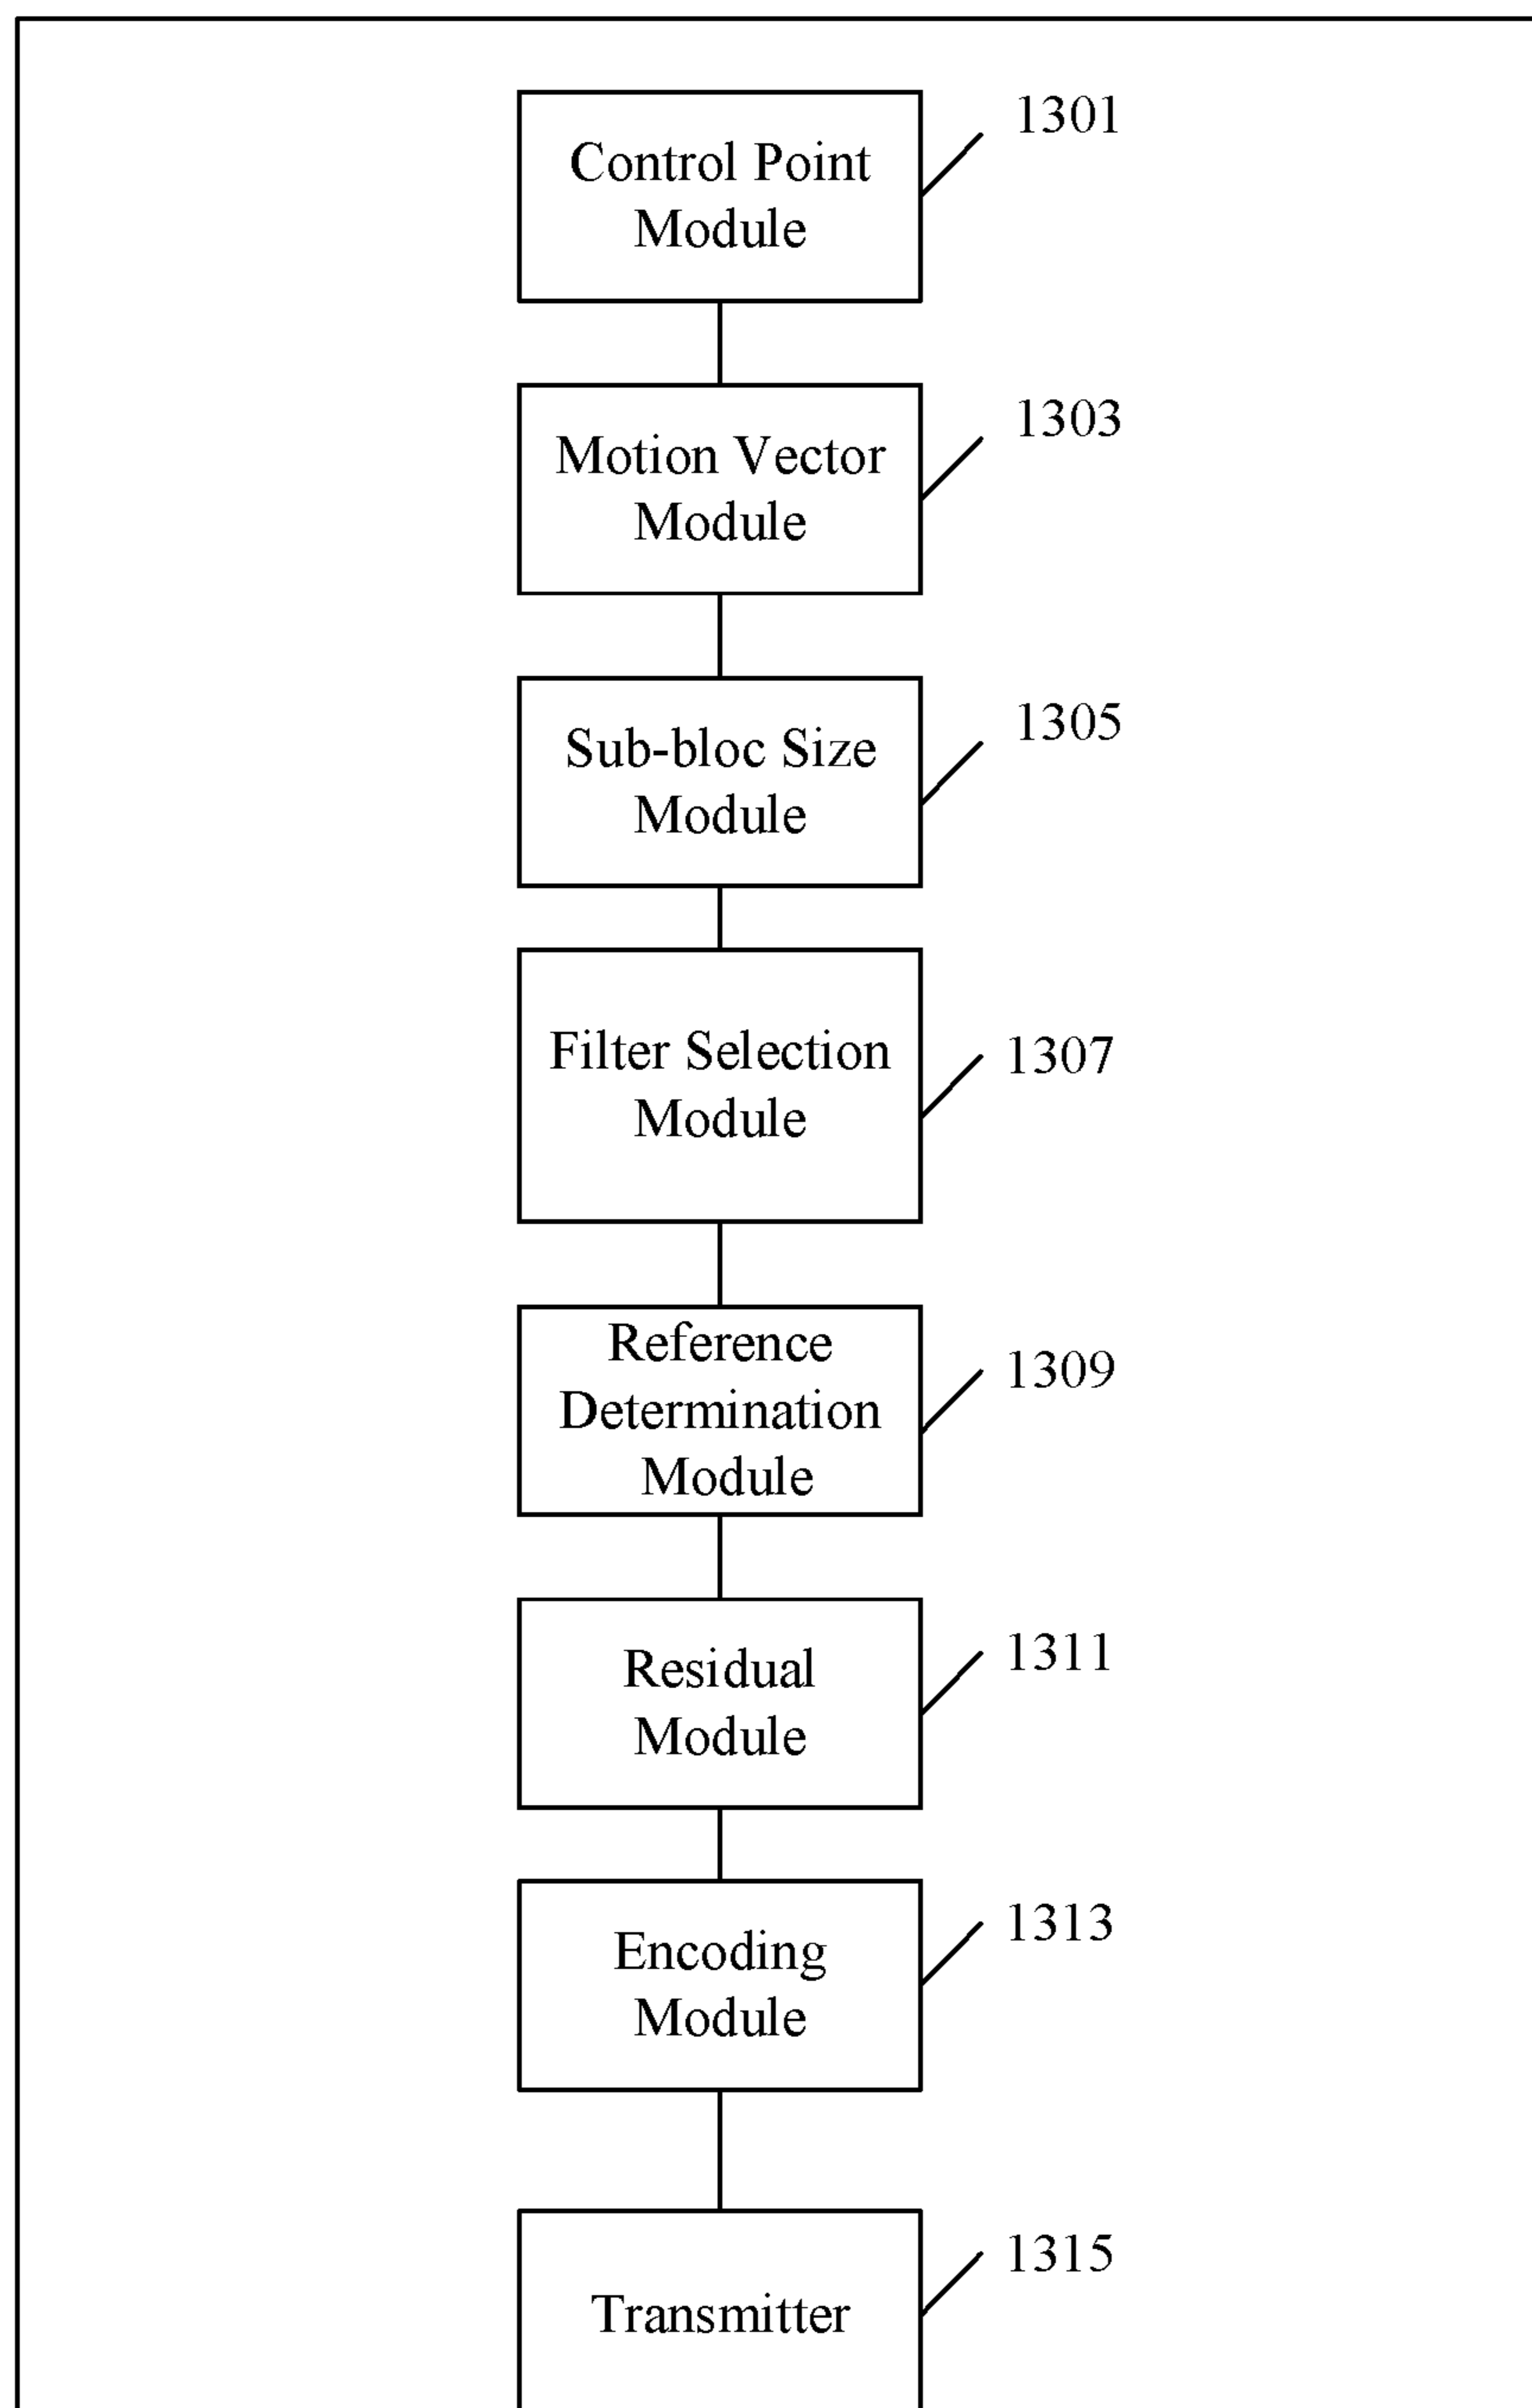 Control Point
Module
1301
Motion Vector
Module
1303
Sub-bloc Size
Module
1305
Filter Selection
Module
1307
Reference
Determination
Module
1309
Residual
Module
1311
Encoding
Module
1313
Transmitter
1315